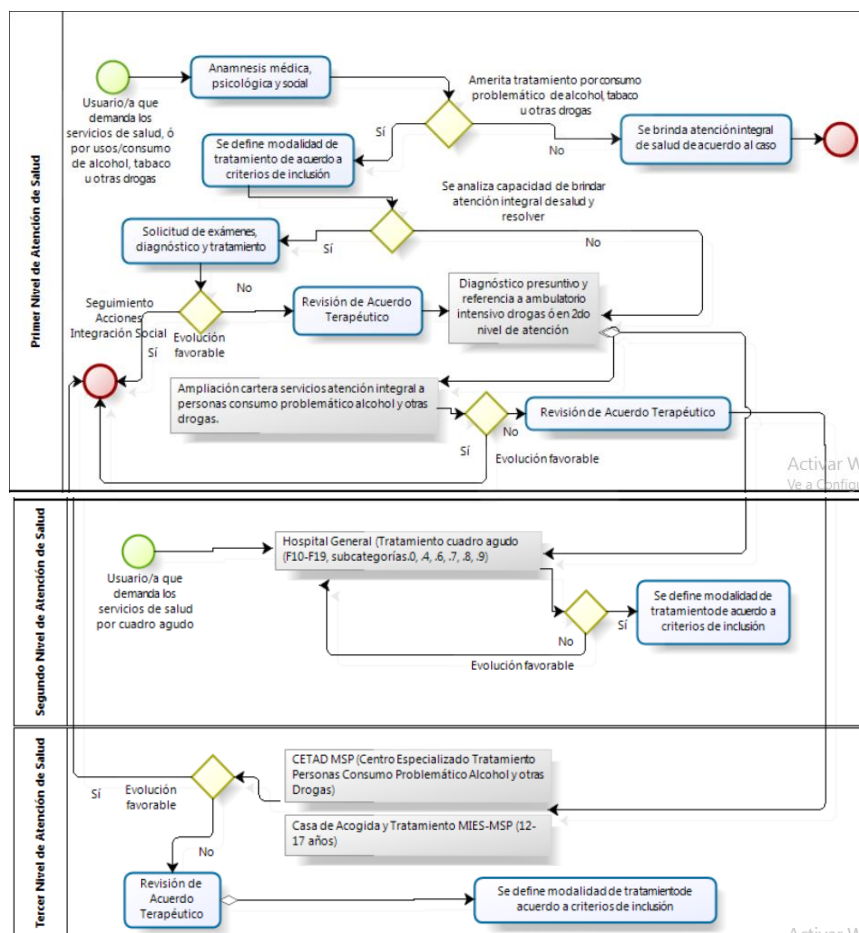 Primer Nivel de Atención de Salud
Anamnesis médica,
psicológica y social
Usuario/a que
demanda los
servicios de salud, ó
por usos/consumo
de alcohol, tabaco
u otras drogas
Amerita tratamiento por consumo
problemático de alcohol, tabaco
u otras drogas
Sí
No
Se brinda atención integral
de salud de acuerdo al caso
Se define modalidad de
tratamiento de acuerdo a
criterios de inclusión
Se analiza capacidad de brindar
atención integral de salud y
resolver
Sí
No
Solicitud de exámenes,
diagnóstico y tratamiento
No
Seguimiento
Acciones
Integración Social
Sí
Evolución
favorable
Revisión de Acuerdo
Terapéutico
Diagnóstico presuntivo y
referencia a ambulatorio
intensivo drogas ó en 2do
nivel de atención
Ampliación cartera servicios atención integral a
personas consumo problemático alcohol y otras
drogas.
Sí
No
Evolución favorable
Revisión de Acuerdo Terapéutico
Activar W
Ve a Configu
Segundo Nivel de Atención de Salud
Usuario/a que
demanda los
servicios de salud
por cuadro agudo
Hospital General (Tratamiento cuadro agudo
(F10-F19, subcategorías.0, .4, .6, .7, .8, .9)
No
Sí
Evolución favorable
Se define modalidad de
tratamiento de acuerdo a
criterios de inclusión
Tercer Nivel de Atención de Salud
Sí
Evolución
favorable
No
CETAD MSP (Centro Especializado Tratamiento
Personas Consumo Problemático Alcohol y otras
Drogas)
Casa de Acogida y Tratamiento MIES-MSP (12-
17 años)
Revisión de
Acuerdo
Terapéutico
Se define modalidad de tratamiento de
acuerdo a criterios de inclusión
Activar W